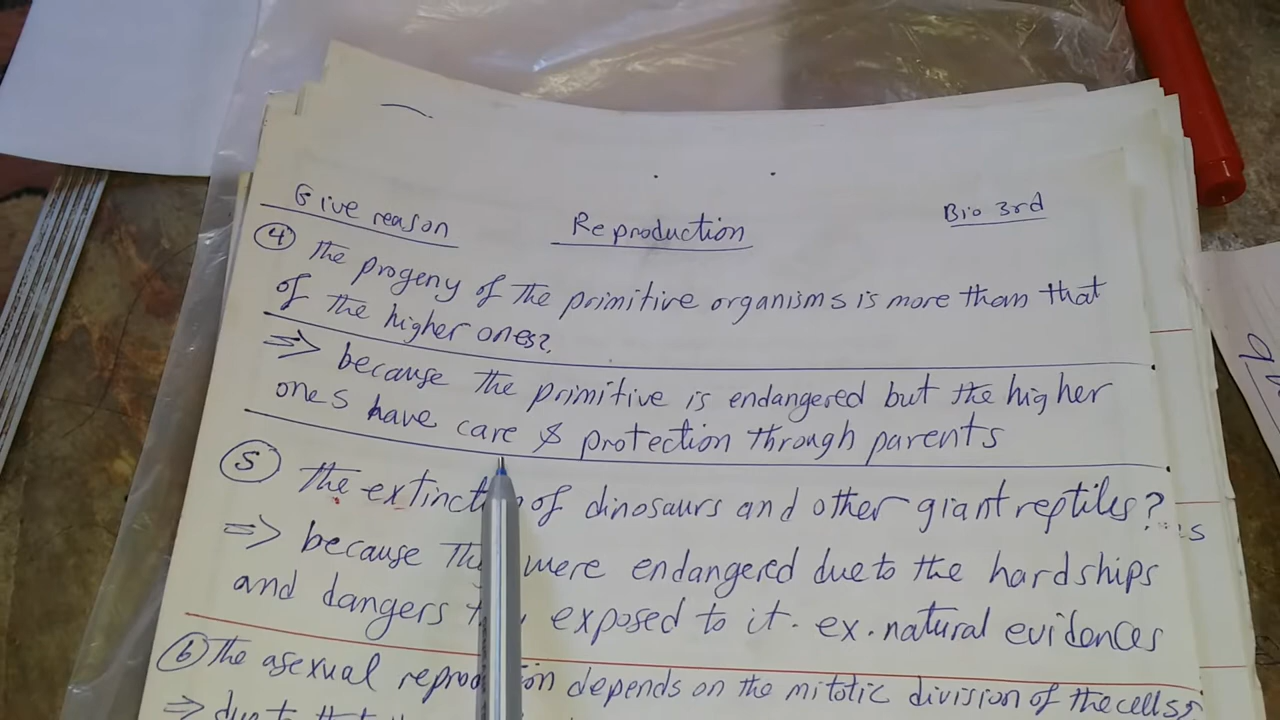 Give reason
Reproduction
Bio 3rd
4 The progeny of the primitive organisms is more than that
of the higher ones?
=> because the primitive is endangered but the higher
ones have care & protection through parents
5 The extinct of dinosaurs and other giant reptiles?
=> because were endangered due to the hardships
and dangers exposed to it. ex. natural evidences
6 The asexual depends on the mitotic division of the cells
=> due to that
s